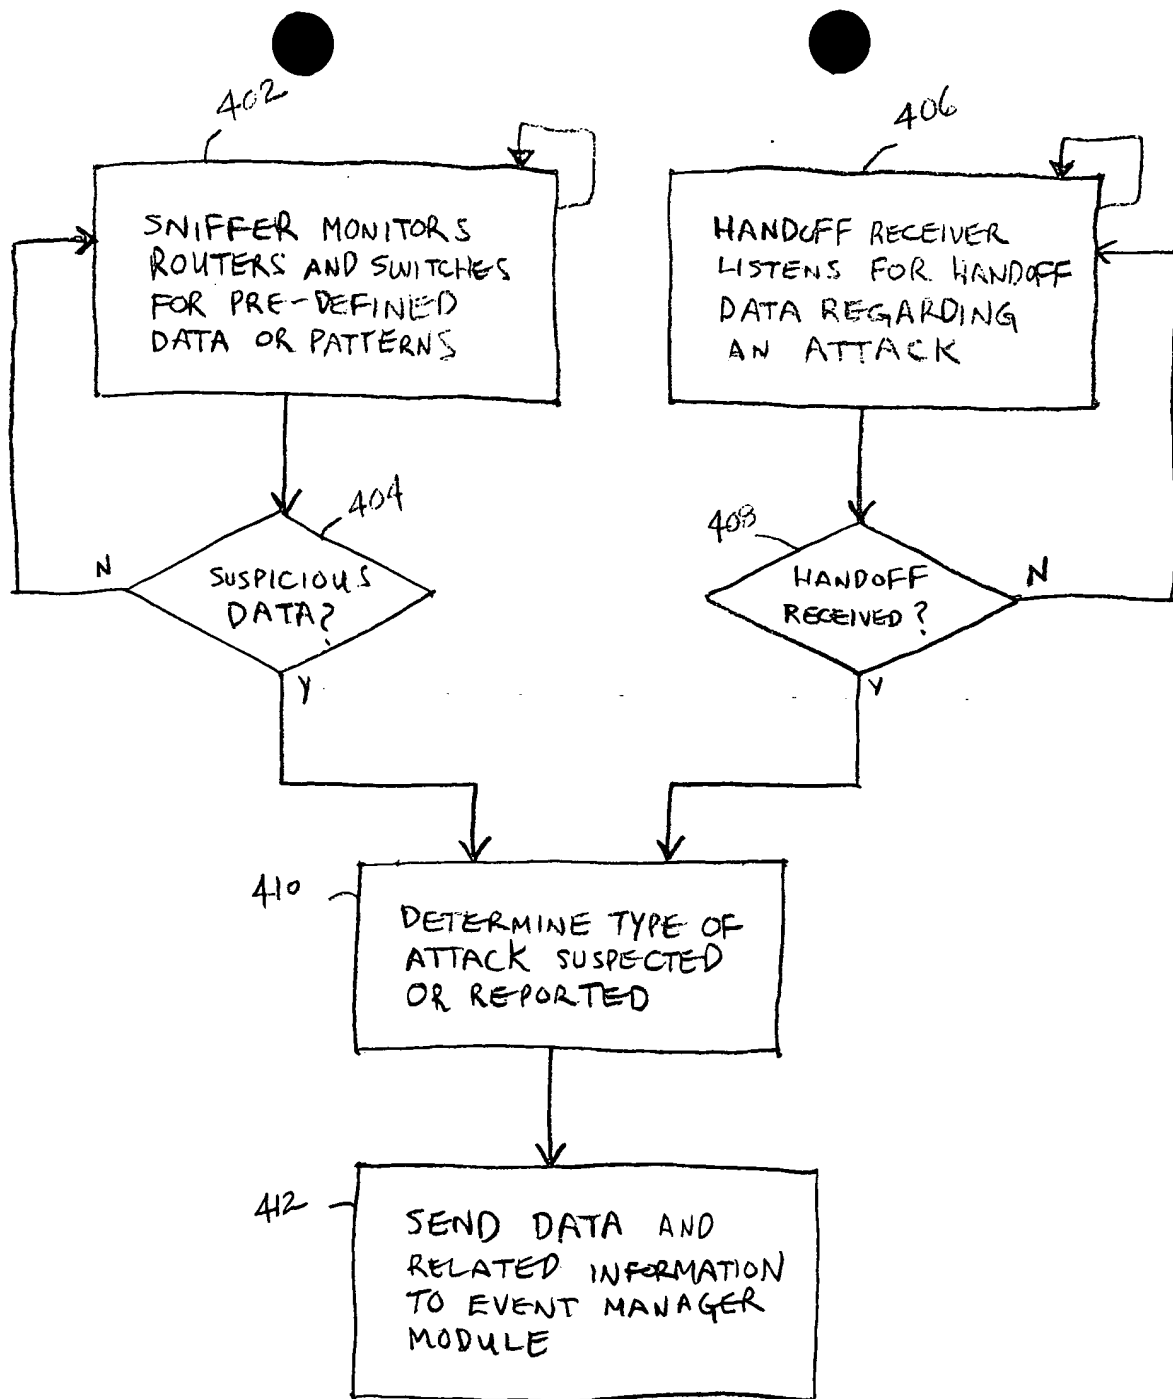 402
SNIFFER MONITORS
ROUTERS AND SWITCHES
FOR PRE-DEFINED
DATA OR PATTERNS
406
HANDOFF RECEIVER
LISTENS FOR HANDOFF
DATA REGARDING
AN ATTACK
404
SUSPICIOUS
DATA?
N
Y
408
HANDOFF
RECEIVED?
N
Y
410
DETERMINE TYPE OF
ATTACK SUSPECTED
OR REPORTED
412
SEND DATA AND
RELATED INFORMATION
TO EVENT MANAGER
MODULE